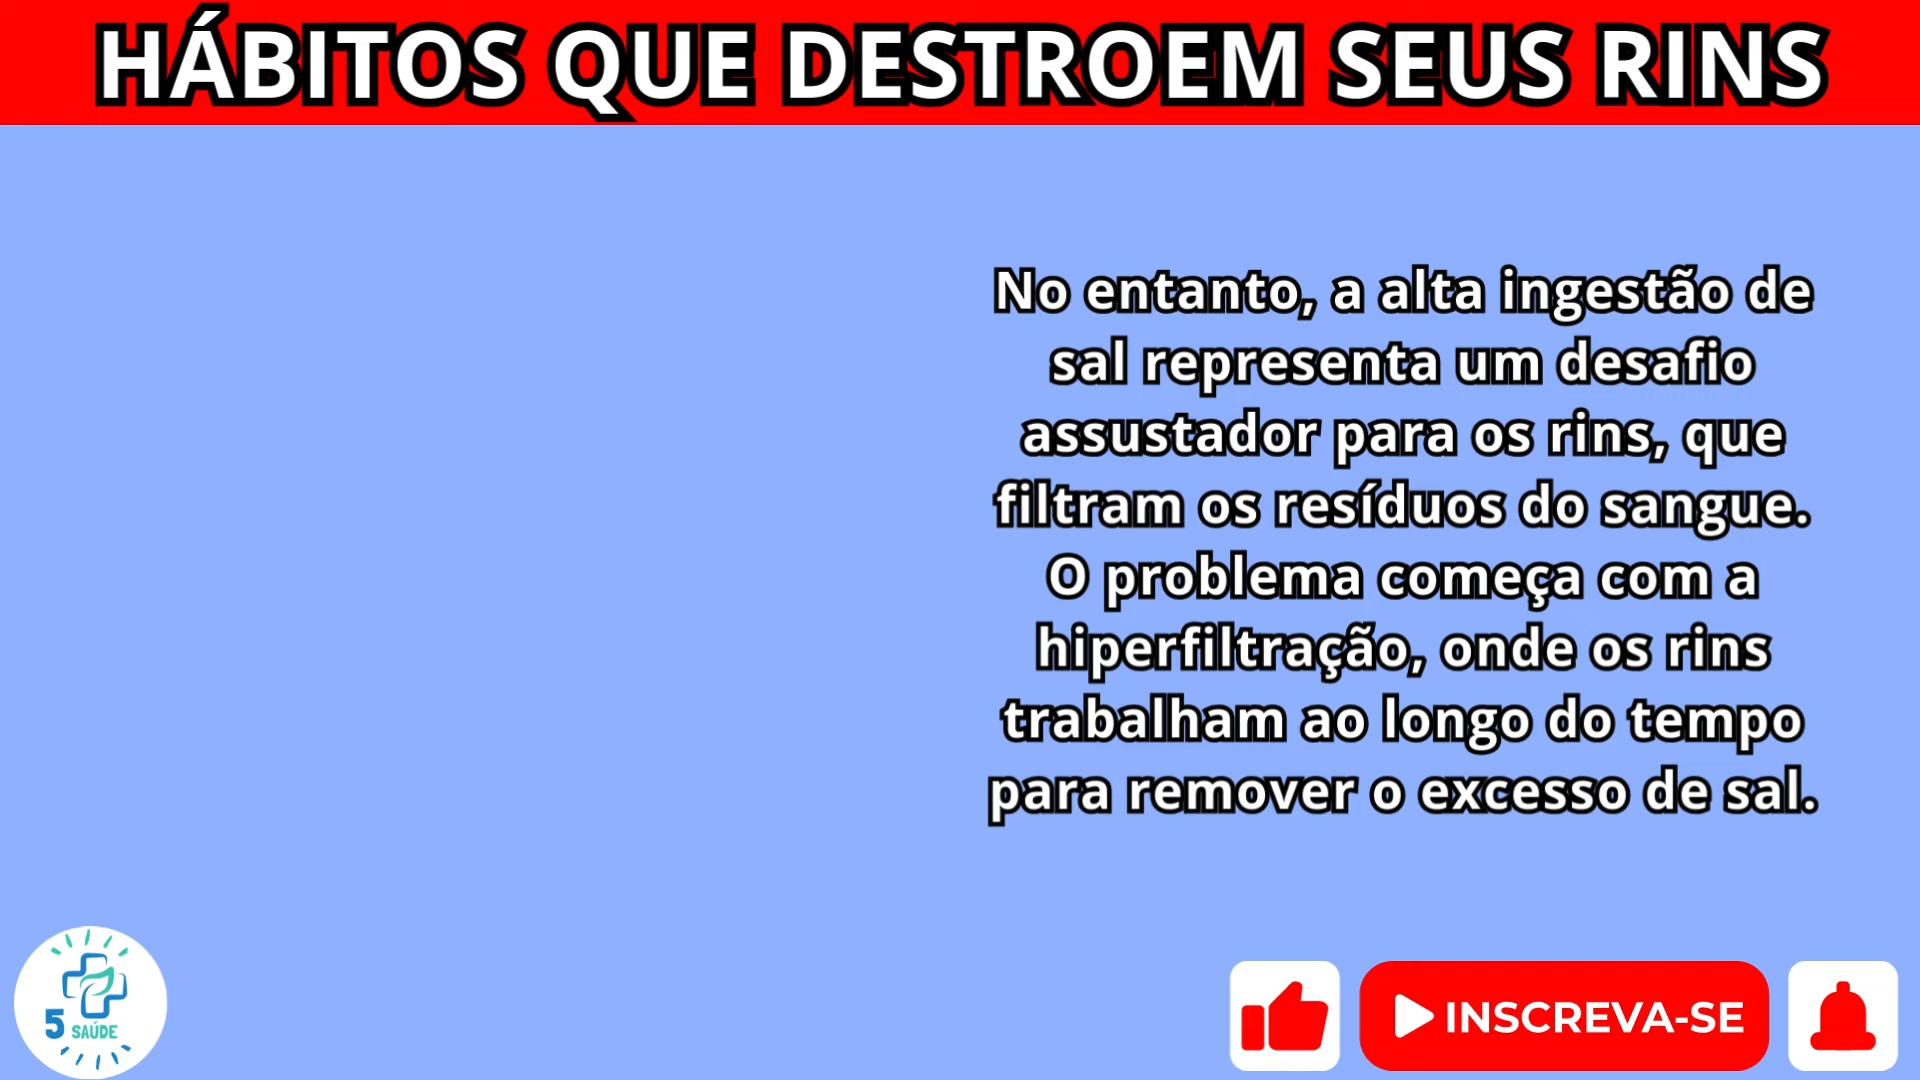 HÁBITOS QUE DESTROEM SEUS RINS
No entanto, a alta ingestão de
sal representa um desafio
assustador para os rins, que
filtram os resíduos do sangue.
O problema começa com a
hiperfiltração, onde os rins
trabalham ao longo do tempo
para remover o excesso de sal.
5 SAÚDE
INSCREVA-SE